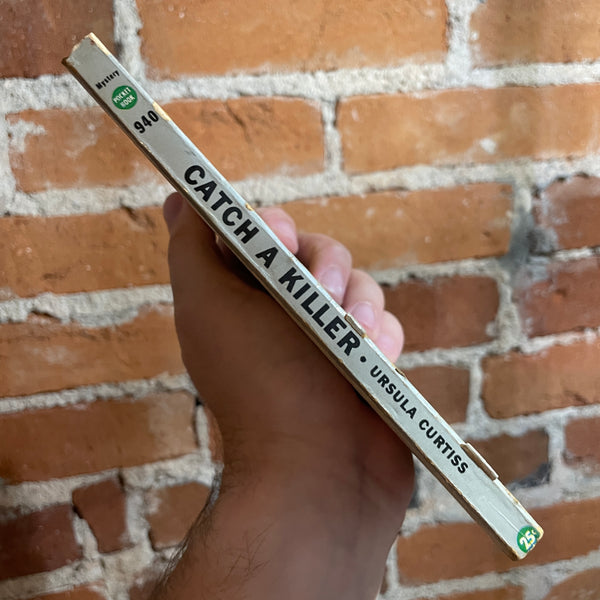 Mystery
POCKET
BOOK
940
CATCH A KILLER • URSULA CURTISS
25¢